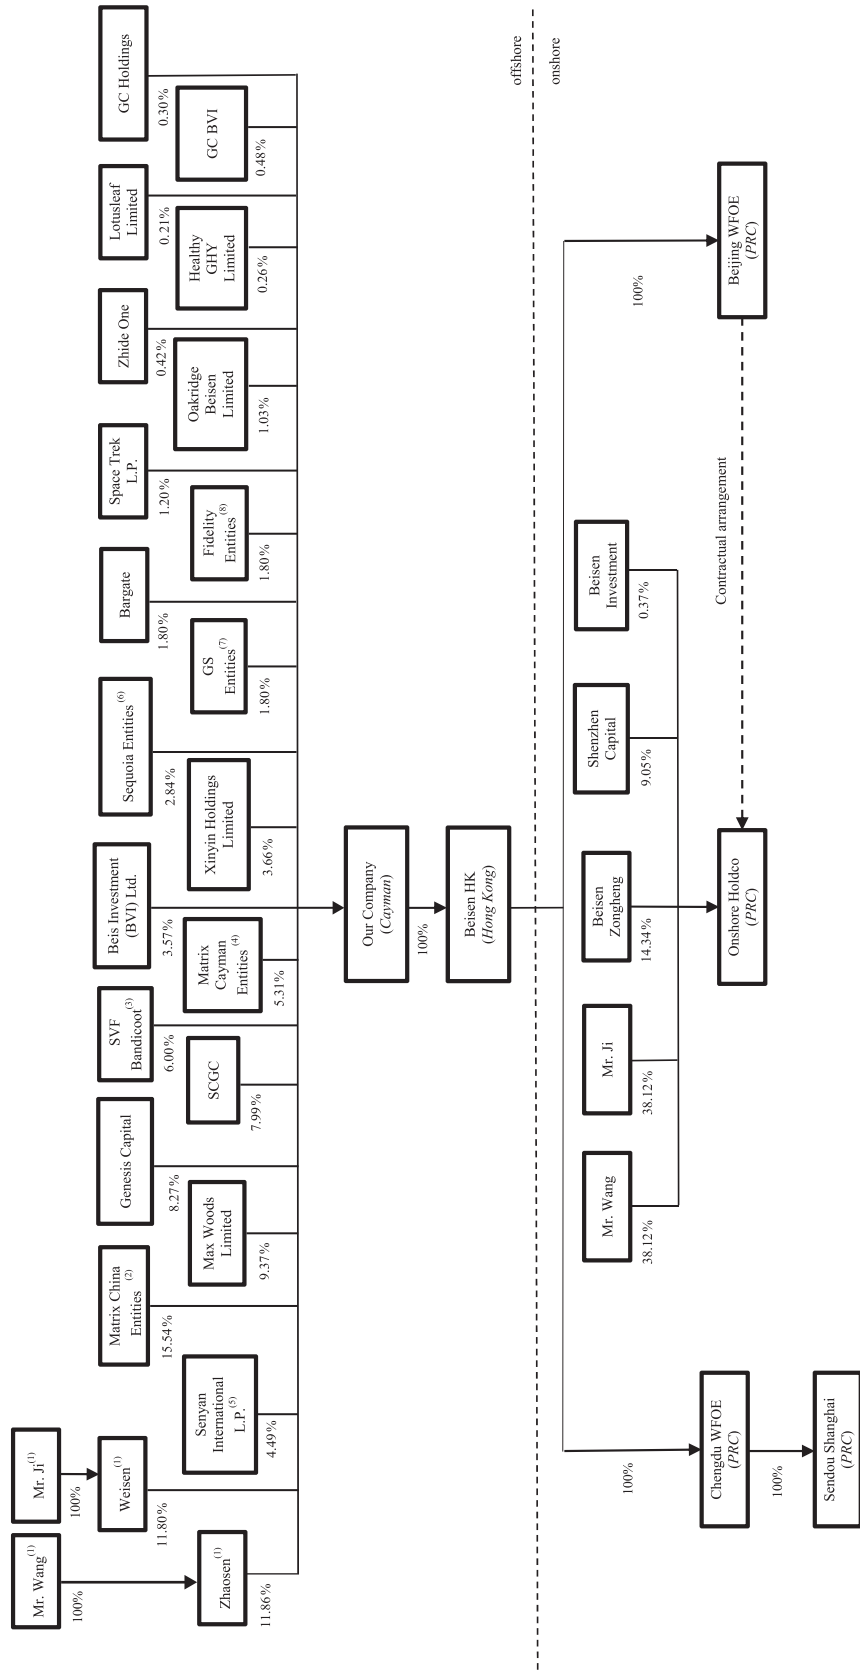 Mr. Wang(1)
100%
Zhaosen(1)
11.86%
Mr. Ji(1)
100%
Weisen(1)
11.80%
Senyan
International
L.P.(5)
4.49%
Matrix China
Entities(2)
15.54%
Max Woods
Limited
9.37%
Genesis Capital
8.27%
SCGC
7.99%
SVF
Bandicoot(3)
6.00%
Matrix
Cayman
Entities(4)
5.31%
Beis Investment
(BVI) Ltd.
3.57%
Xinyin Holdings
Limited
3.66%
Sequoia Entities(6)
2.84%
GS
Entities(7)
1.80%
Bargate
1.80%
Fidelity
Entities(8)
1.80%
Space Trek
L.P.
1.20%
Oakridge
Beisen
Limited
1.03%
Zhide One
0.42%
Healthy
GHY
Limited
0.26%
Lotusleaf
Limited
0.21%
GC BVI
0.48%
GC Holdings
0.30%
Our Company
(Cayman)
100%
Beisen HK
(Hong Kong)
offshore
onshore
100%
Chengdu WFOE
(PRC)
100%
Sendou Shanghai
(PRC)
Mr. Wang
38.12%
Mr. Ji
38.12%
Beisen
Zongheng
14.34%
Shenzhen
Capital
9.05%
Beisen
Investment
0.37%
Onshore Holdco
(PRC)
Contractual arrangement
100%
Beijing WFOE
(PRC)